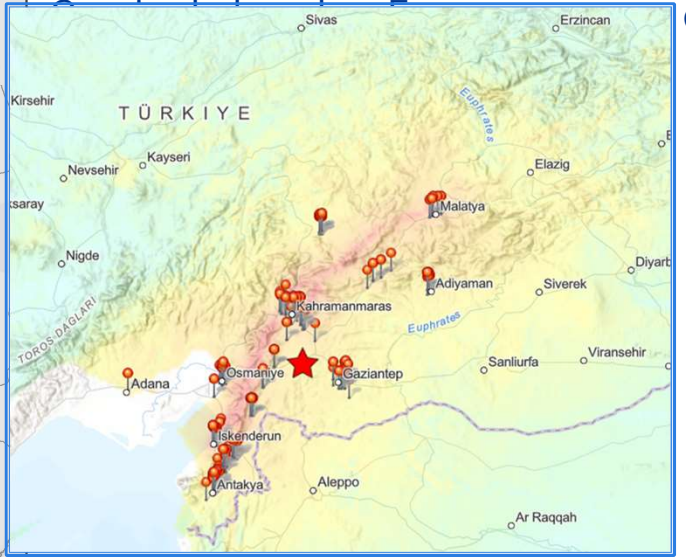 Sivas
Erzincan
Kirsehir
TÜRKIYE
Euphrates
Kayseri
Elazig
Nevsehir
ksaray
Malatya
Nigde
Diyarb
Adiyaman
Siverek
Kahramanmaras
Euphrates
TOROS DAGLARI
Viransehir
Sanliurfa
Osmaniye
Gaziantep
Adana
Iskenderun
Antakya
Aleppo
Ar Raqqah